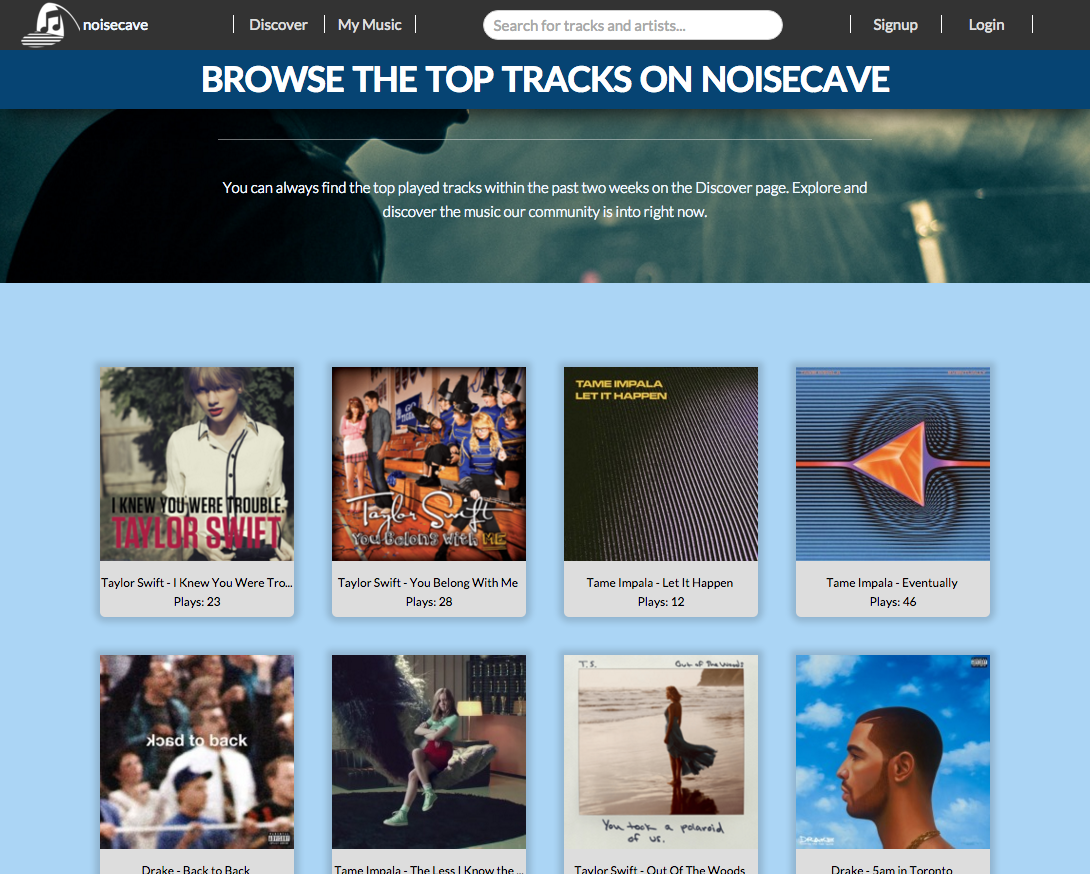 noisecave
Discover
My Music
Search for tracks and artists...
Signup
Login
BROWSE THE TOP TRACKS ON NOISECAVE
You can always find the top played tracks within the past two weeks on the Discover page. Explore and
discover the music our community is into right now.
I KNEW YOU WERE TROUBLE.
TAYLOR SWIFT
Taylor Swift - I Knew You Were Tro...
Plays: 23
GO
TIGERS
Taylor Swift
You Belong With ME
Taylor Swift - You Belong With Me
Plays: 28
TAME IMPALA
LET IT HAPPEN
Tame Impala - Let It Happen
Plays: 12
TAME IMPALA
Tame Impala - Eventually
Plays: 46
back to back
Drake - Back to Back
Tame Impala - The Less I Know the ...
T.S.
Out Of The Woods
You took a polaroid
of us.
Taylor Swift - Out Of The Woods
Drake - 5am in Toronto